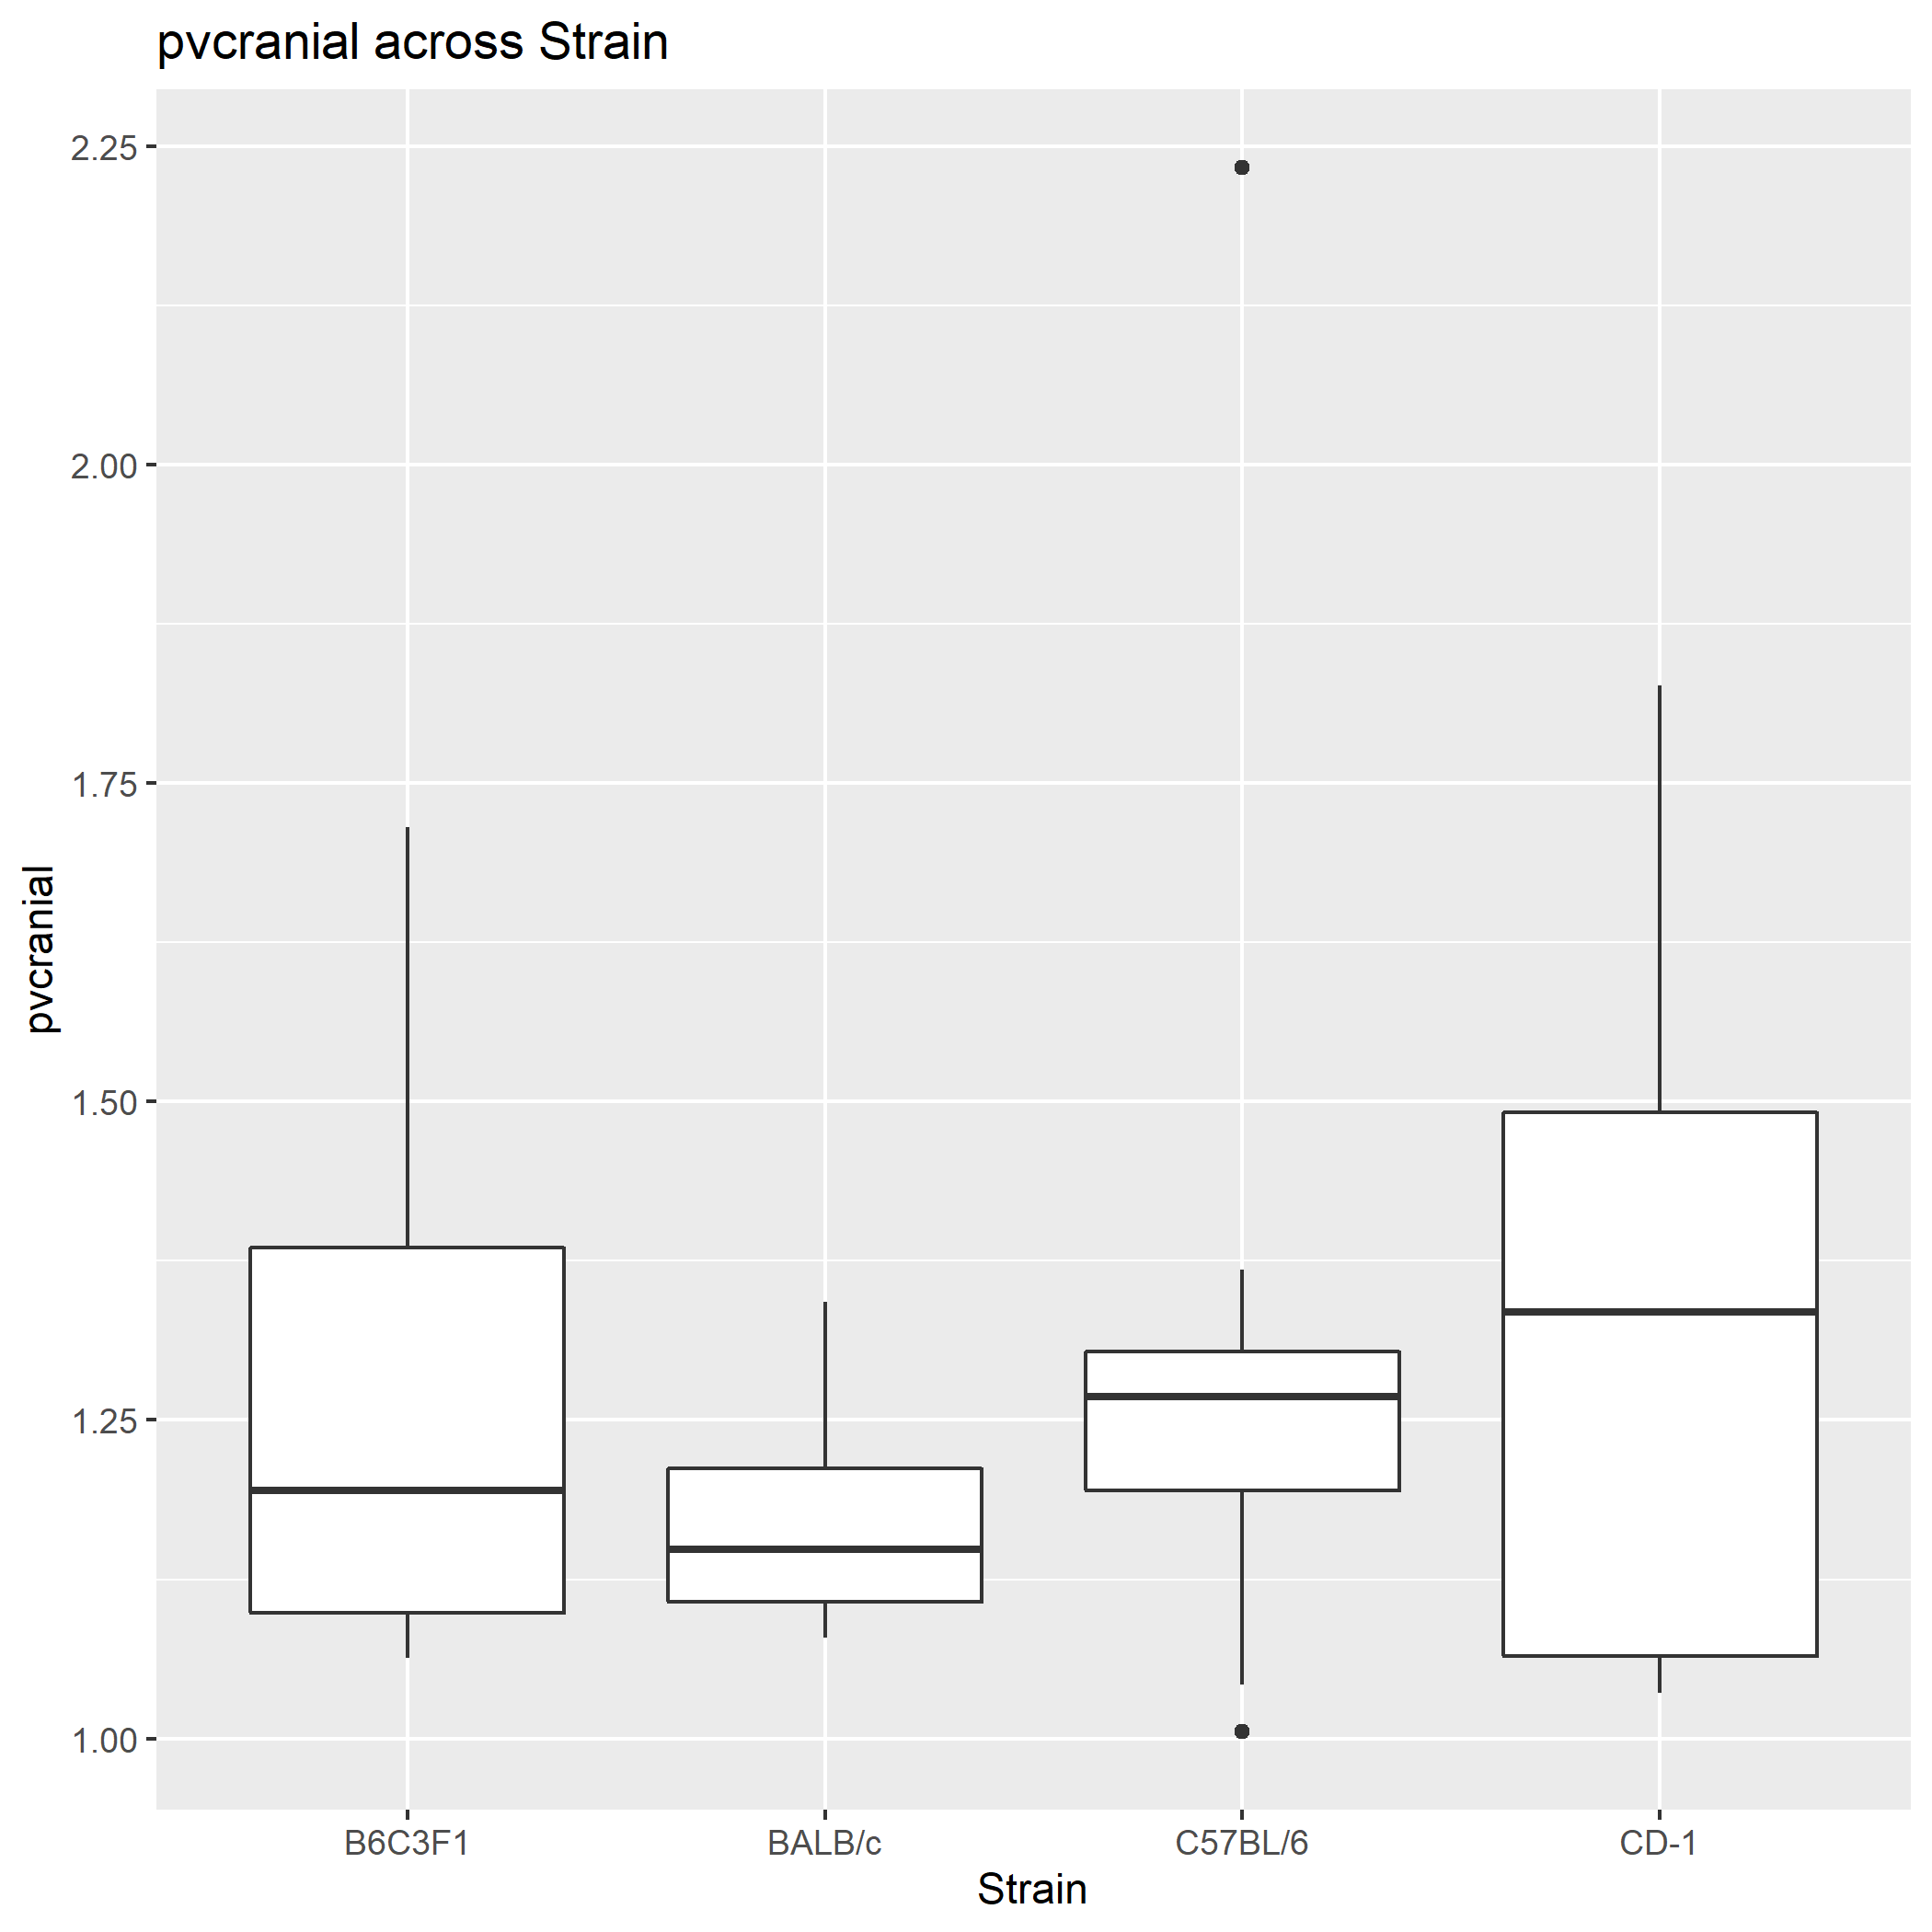 pvcranial across Strain
pvcranial
2.25
2.00
1.75
1.50
1.25
1.00
B6C3F1 BALB/c C57BL/6 CD-1
Strain